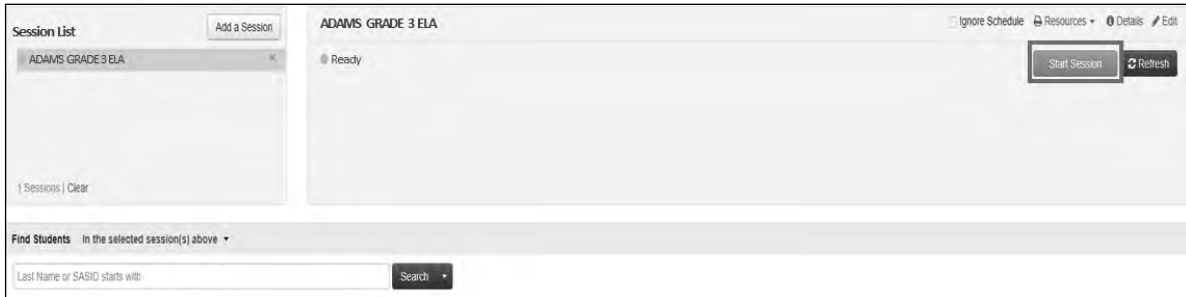 Session List
Add a Session
ADAMS GRADE 3 ELA
1 Sessions | Clear
ADAMS GRADE 3 ELA
Ignore Schedule Resources Details Edit
Ready
Start Session Refresh
Find Students In the selected session(s) above
Last Name or SASID starts with
Search